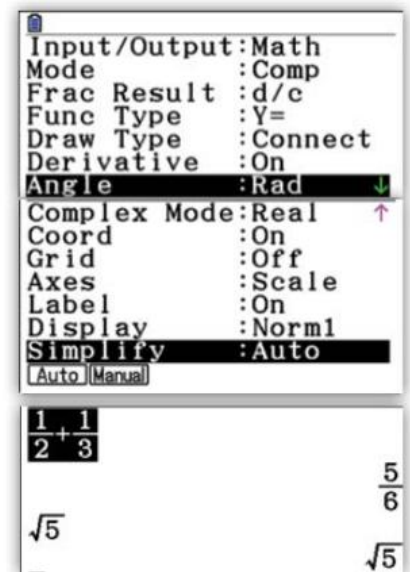 Input/Output:Math
Mode :Comp
Frac Result :d/c
Func Type :Y=
Draw Type :Connect
Derivative :On
Angle :Rad ↓
Complex Mode:Real ↑
Coord :On
Grid :Off
Axes :Scale
Label :On
Display :Norm1
Simplify :Auto
Auto Manual
1/2+1/3
5/6
√5
√5